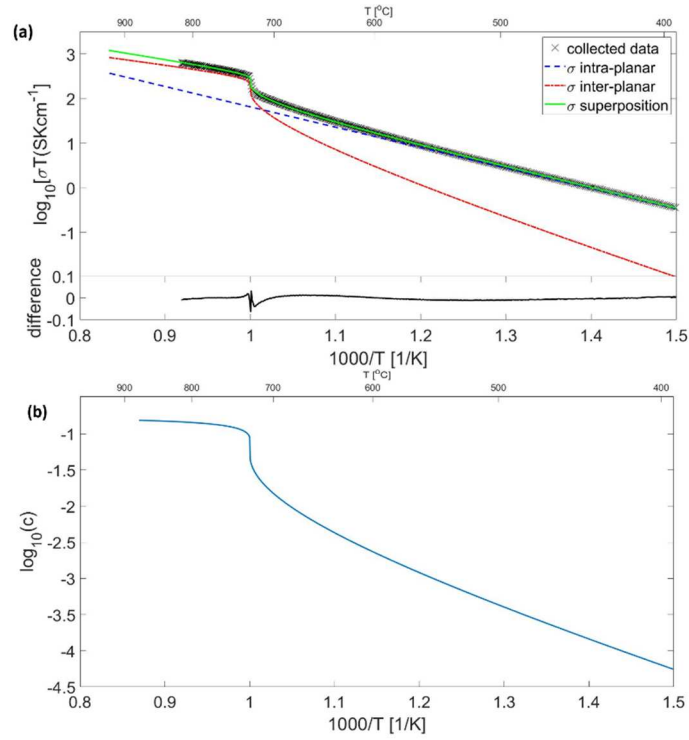 T [°C]
(a)
900 800 700 600 500 400
3
2
1
0
-1
0.1
0
-0.1
log10[σT(SKcm-1)]
difference
× collected data
σ intra-planar
σ inter-planar
σ superposition
0.8 0.9 1 1.1 1.2 1.3 1.4 1.5
1000/T [1/K]
T [°C]
(b)
900 800 700 600 500 400
-1
-1.5
-2
-2.5
-3
-3.5
-4
-4.5
log10(c)
0.8 0.9 1 1.1 1.2 1.3 1.4 1.5
1000/T [1/K]